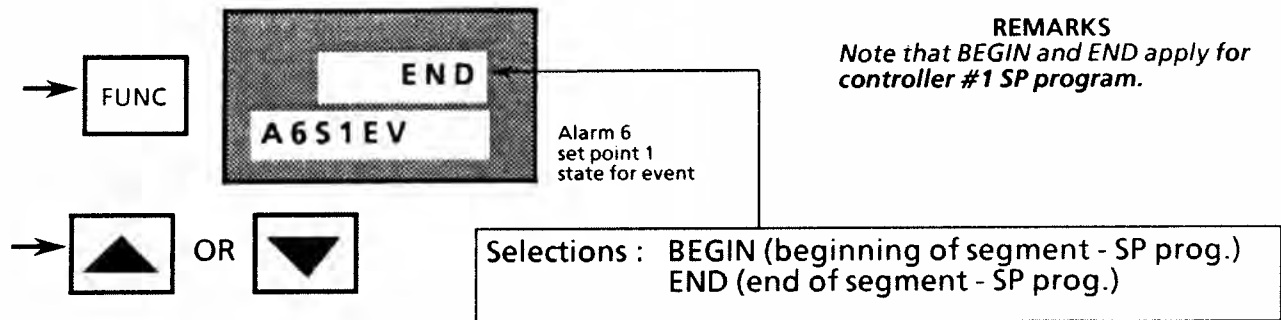 FUNC
END
A6S1EV
Alarm 6
set point 1
state for event
REMARKS
Note that BEGIN and END apply for
controller #1 SP program.
OR
Selections : BEGIN (beginning of segment - SP prog.)
END (end of segment - SP prog.)